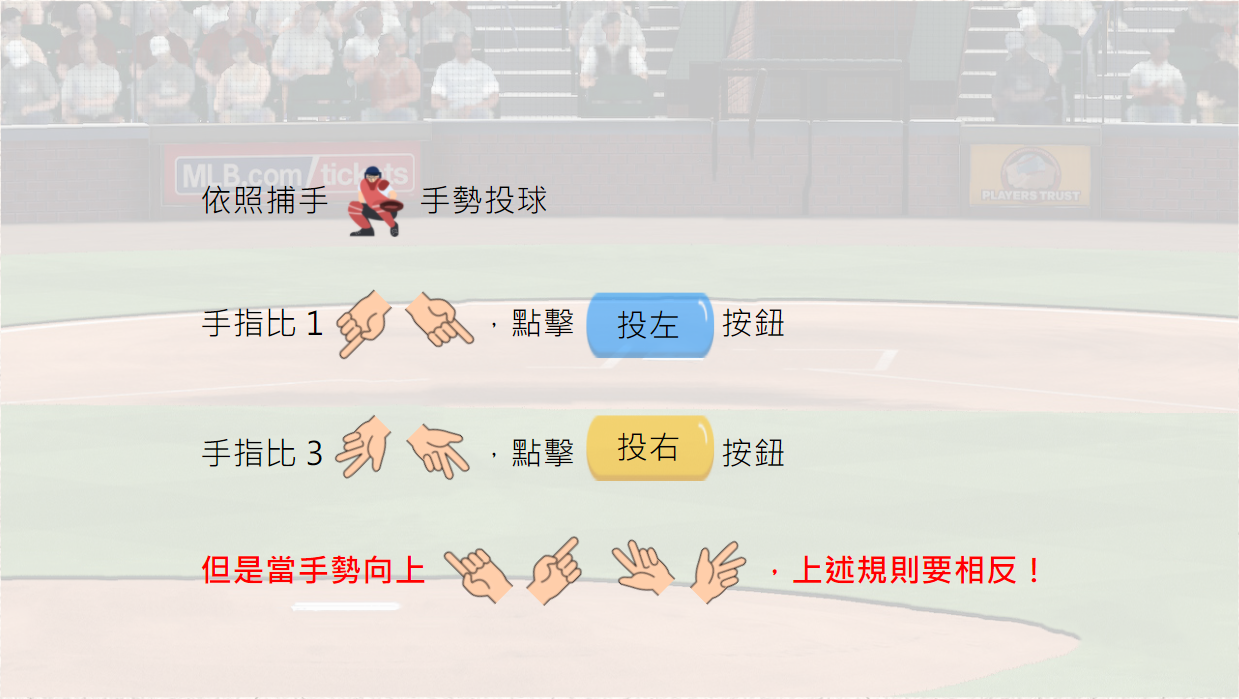 MLB.com/tickets
PLAYERS TRUST
依照捕手 手勢投球
手指比 1 ，點擊 投左 按鈕
手指比 3 ，點擊 投右 按鈕
但是當手勢向上 ，上述規則要相反！